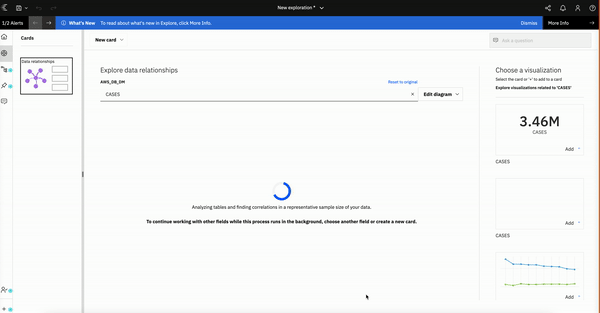 New exploration *
1/2 Alerts
What's New To read about what's new in Explore, click More Info.
Dismiss
More Info
Cards
New card
Ask a question
Data relationships
Explore data relationships
AWS_DB_DM
Reset to original
CASES
Edit diagram
Analyzing tables and finding correlations in a representative sample size of your data.
To continue working with other fields while this process runs in the background, choose another field or create a new card.
Choose a visualization
Select the card or '+' to add to a card
Explore visualizations related to 'CASES'
3.46M
CASES
Add
CASES
Add
CASES
Add